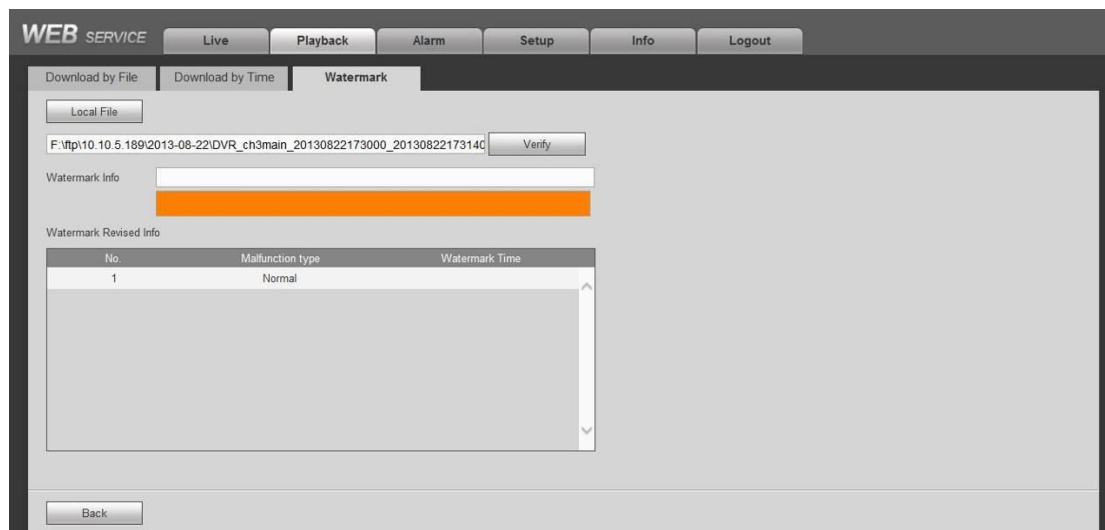 WEB SERVICE Live Playback Alarm Setup Info Logout
Download by File Download by Time Watermark
Local File
F:\ftp\10.10.5.189\2013-08-22\DVR_ch3main_20130822173000_20130822173140 Verify
Watermark Info
Watermark Revised Info
No. Malfunction type Watermark Time
1 Normal
Back